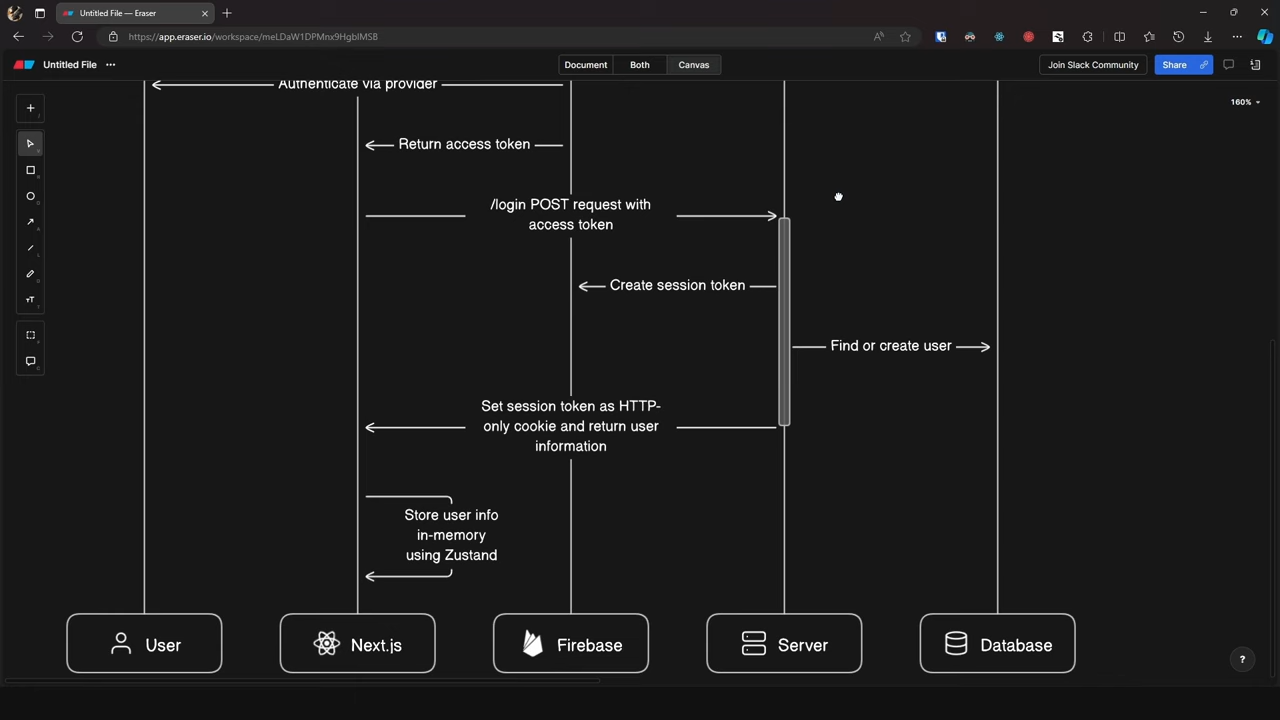 Untitled File — Eraser
https://app.eraser.io/workspace/meLDaW1DPMnx9HgblMSB
Untitled File
Document
Both
Canvas
Join Slack Community
Share
160%
Authenticate via provider
Return access token
/login POST request with
access token
Create session token
Find or create user
Set session token as HTTP-
only cookie and return user
information
Store user info
in-memory
using Zustand
User
Next.js
Firebase
Server
Database
?